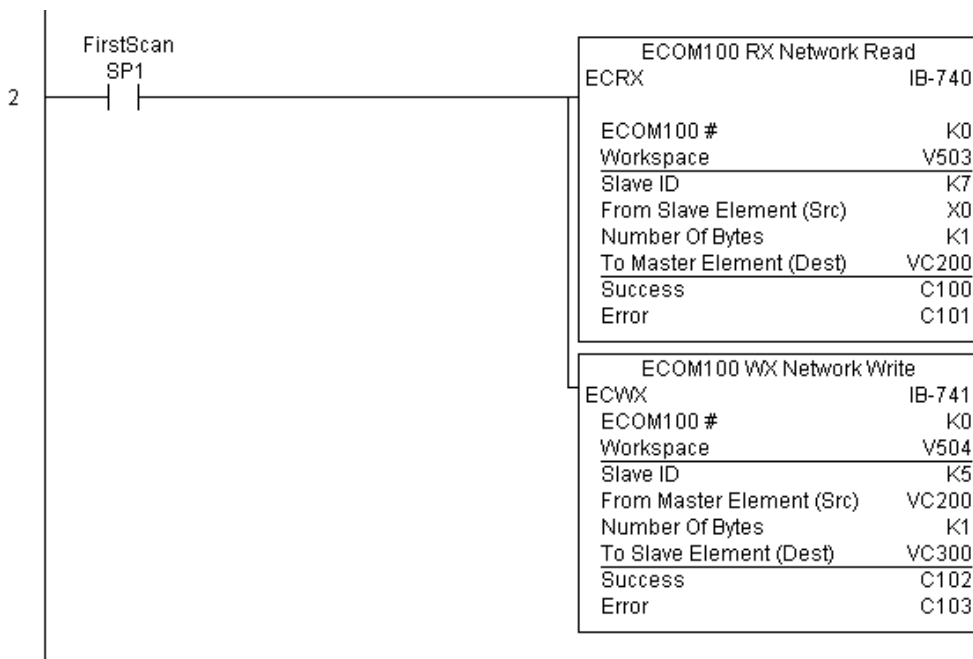 FirstScan
SP1
2
ECOM100 RX Network Read
ECRX IB-740
ECOM100 # K0
Workspace V503
Slave ID K7
From Slave Element (Src) X0
Number Of Bytes K1
To Master Element (Dest) VC200
Success C100
Error C101
ECOM100 WX Network Write
ECWX IB-741
ECOM100 # K0
Workspace V504
Slave ID K5
From Master Element (Src) VC200
Number Of Bytes K1
To Slave Element (Dest) VC300
Success C102
Error C103